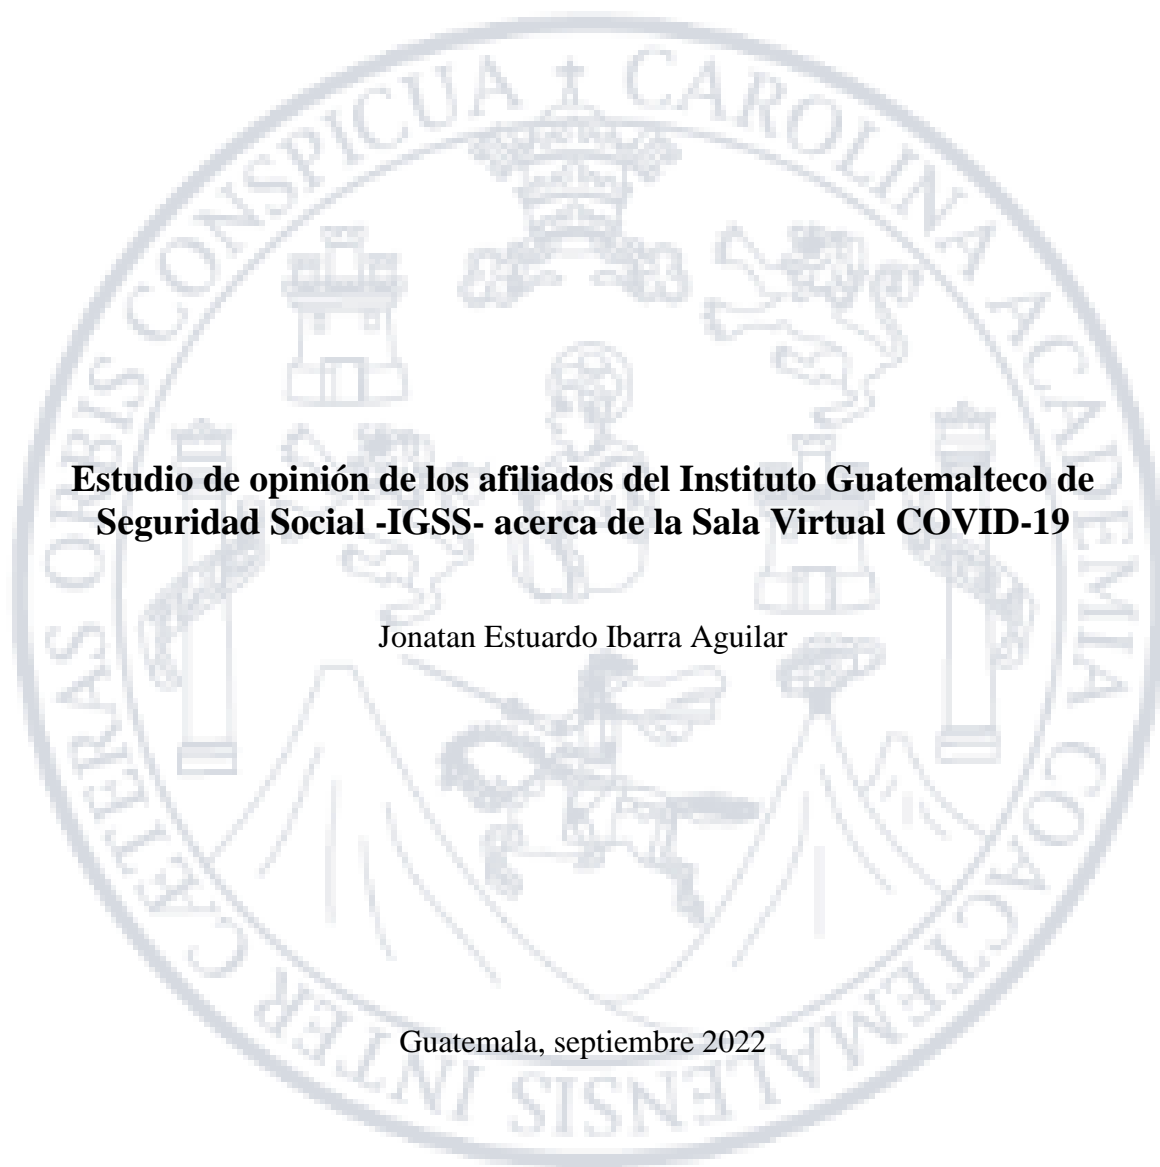 CAROLINA ACADEMIA COACTEMALENSIS INTER CAETERAS ORBIS CONSPICUA
Estudio de opinión de los afiliados del Instituto Guatemalteco de
Seguridad Social -IGSS- acerca de la Sala Virtual COVID-19
Jonatan Estuardo Ibarra Aguilar
Guatemala, septiembre 2022